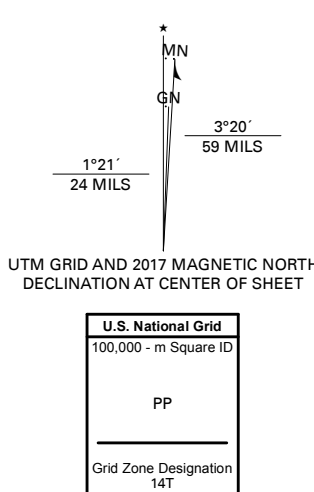 ★
MN
GN
3°20´
59 MILS
1°21´
24 MILS
UTM GRID AND 2017 MAGNETIC NORTH
DECLINATION AT CENTER OF SHEET
U.S. National Grid
100,000 - m Square ID
PP
Grid Zone Designation
14T